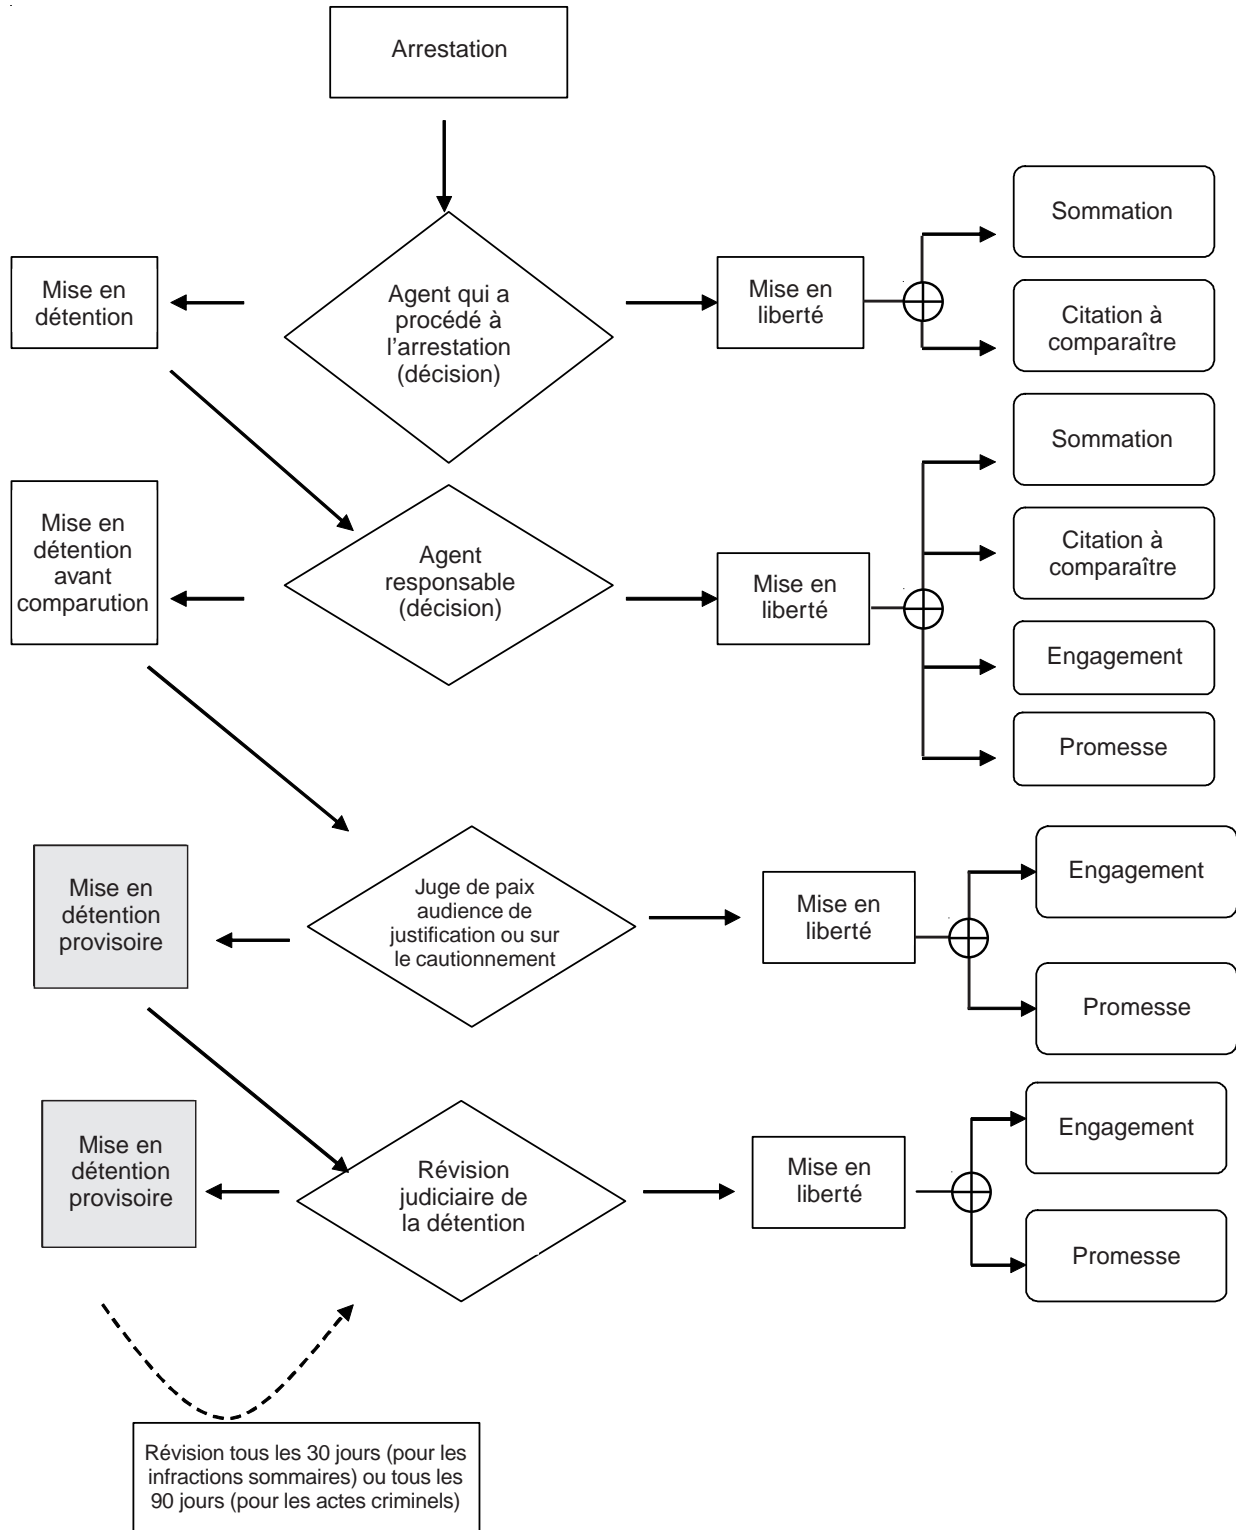 Arrestation
Sommation
Mise en
détention
Agent qui a
procédé à
l’arrestation
(décision)
Mise en
liberté
Citation à
comparaître
Sommation
Mise en
détention
avant
comparution
Agent
responsable
(décision)
Mise en
liberté
Citation à
comparaître
Engagement
Promesse
Mise en
détention
provisoire
Juge de paix
audience de
justification ou sur
le cautionnement
Mise en
liberté
Engagement
Promesse
Mise en
détention
provisoire
Révision
judiciaire de
la détention
Mise en
liberté
Engagement
Promesse
Révision tous les 30 jours (pour les
infractions sommaires) ou tous les
90 jours (pour les actes criminels)